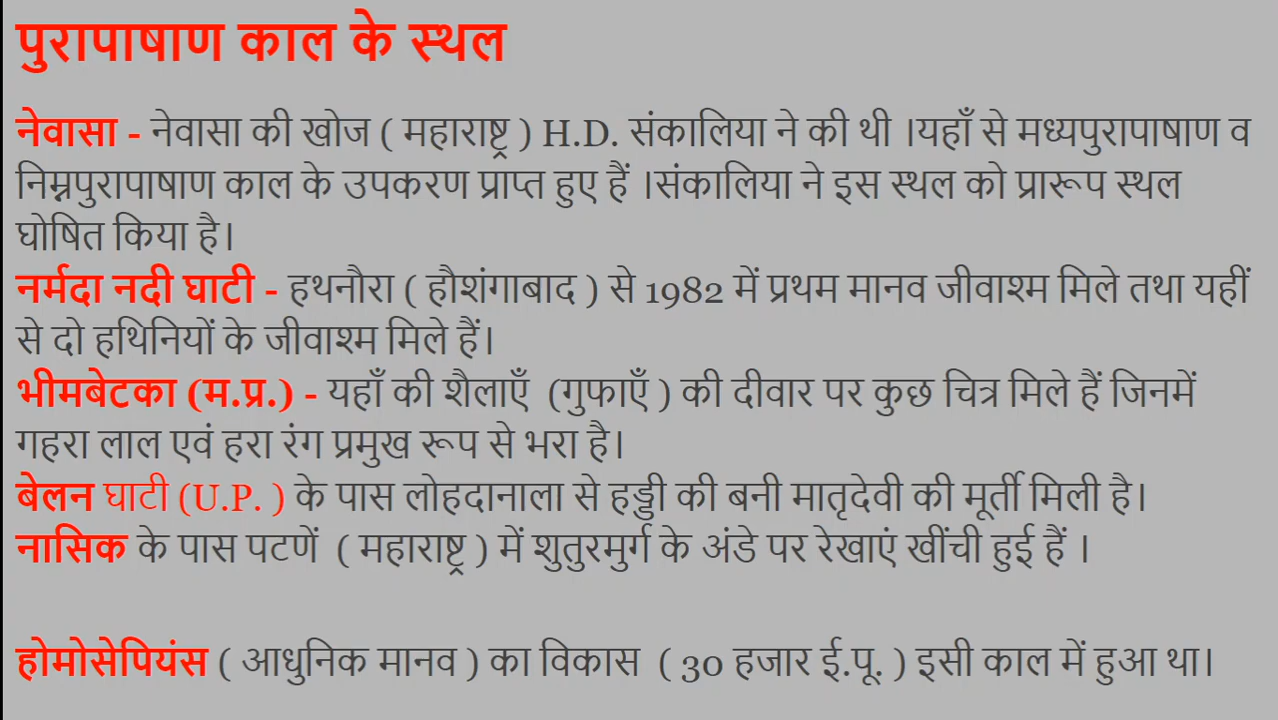 पुरापाषाण काल के स्थल
नेवासा - नेवासा की खोज ( महाराष्ट्र ) H.D. संकालिया ने की थी ।यहाँ से मध्यपुरापाषाण व
निम्नपुरापाषाण काल के उपकरण प्राप्त हुए हैं ।संकालिया ने इस स्थल को प्रारूप स्थल
घोषित किया है।
नर्मदा नदी घाटी - हथनौरा ( हौशंगाबाद ) से 1982 में प्रथम मानव जीवाश्म मिले तथा यहीं
से दो हथिनियों के जीवाश्म मिले हैं।
भीमबेटका (म.प्र.) - यहाँ की शैलाएँ (गुफाएँ ) की दीवार पर कुछ चित्र मिले हैं जिनमें
गहरा लाल एवं हरा रंग प्रमुख रूप से भरा है।
बेलन घाटी (U.P. ) के पास लोहदानाला से हड्डी की बनी मातृदेवी की मूर्ती मिली है।
नासिक के पास पटणें ( महाराष्ट्र ) में शुतुरमुर्ग के अंडे पर रेखाएं खींची हुई हैं ।
होमोसेपियंस ( आधुनिक मानव ) का विकास ( 30 हजार ई.पू. ) इसी काल में हुआ था।